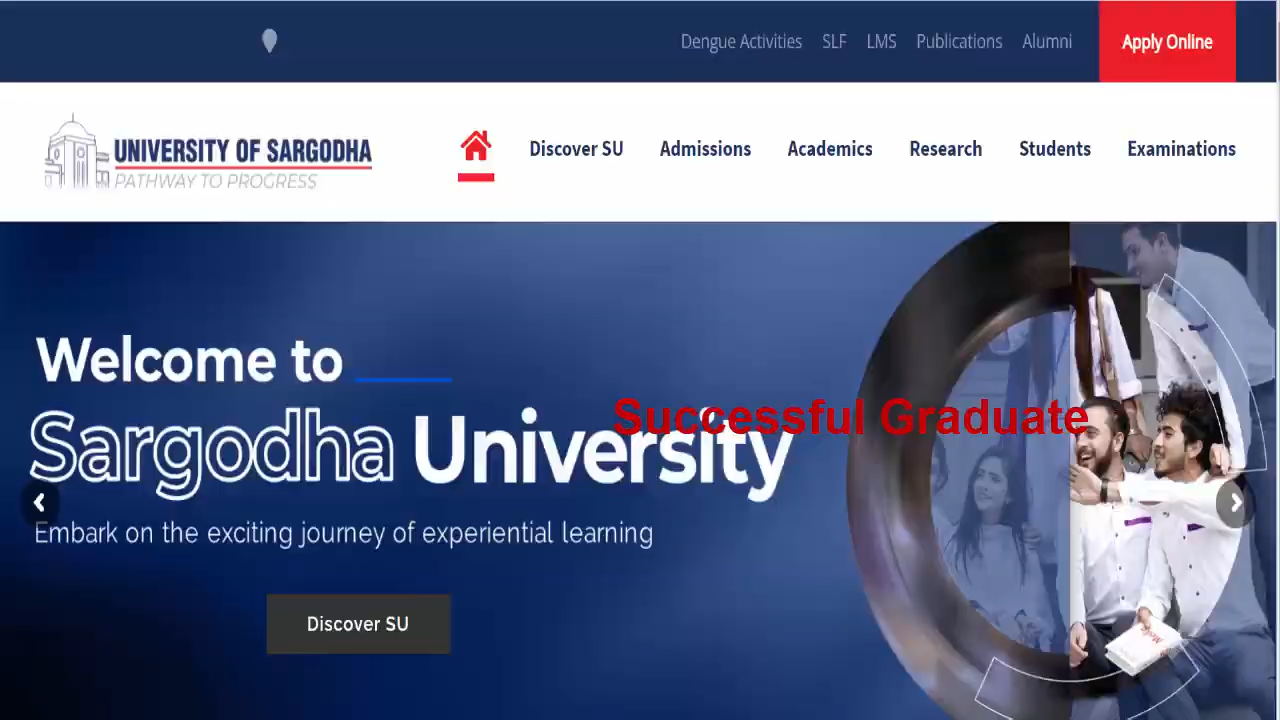 Dengue Activities SLF LMS Publications Alumni Apply Online
UNIVERSITY OF SARGODHA
PATHWAY TO PROGRESS
Discover SU Admissions Academics Research Students Examinations
Welcome to
Sargodha University
Successful Graduate
Embark on the exciting journey of experiential learning
Discover SU